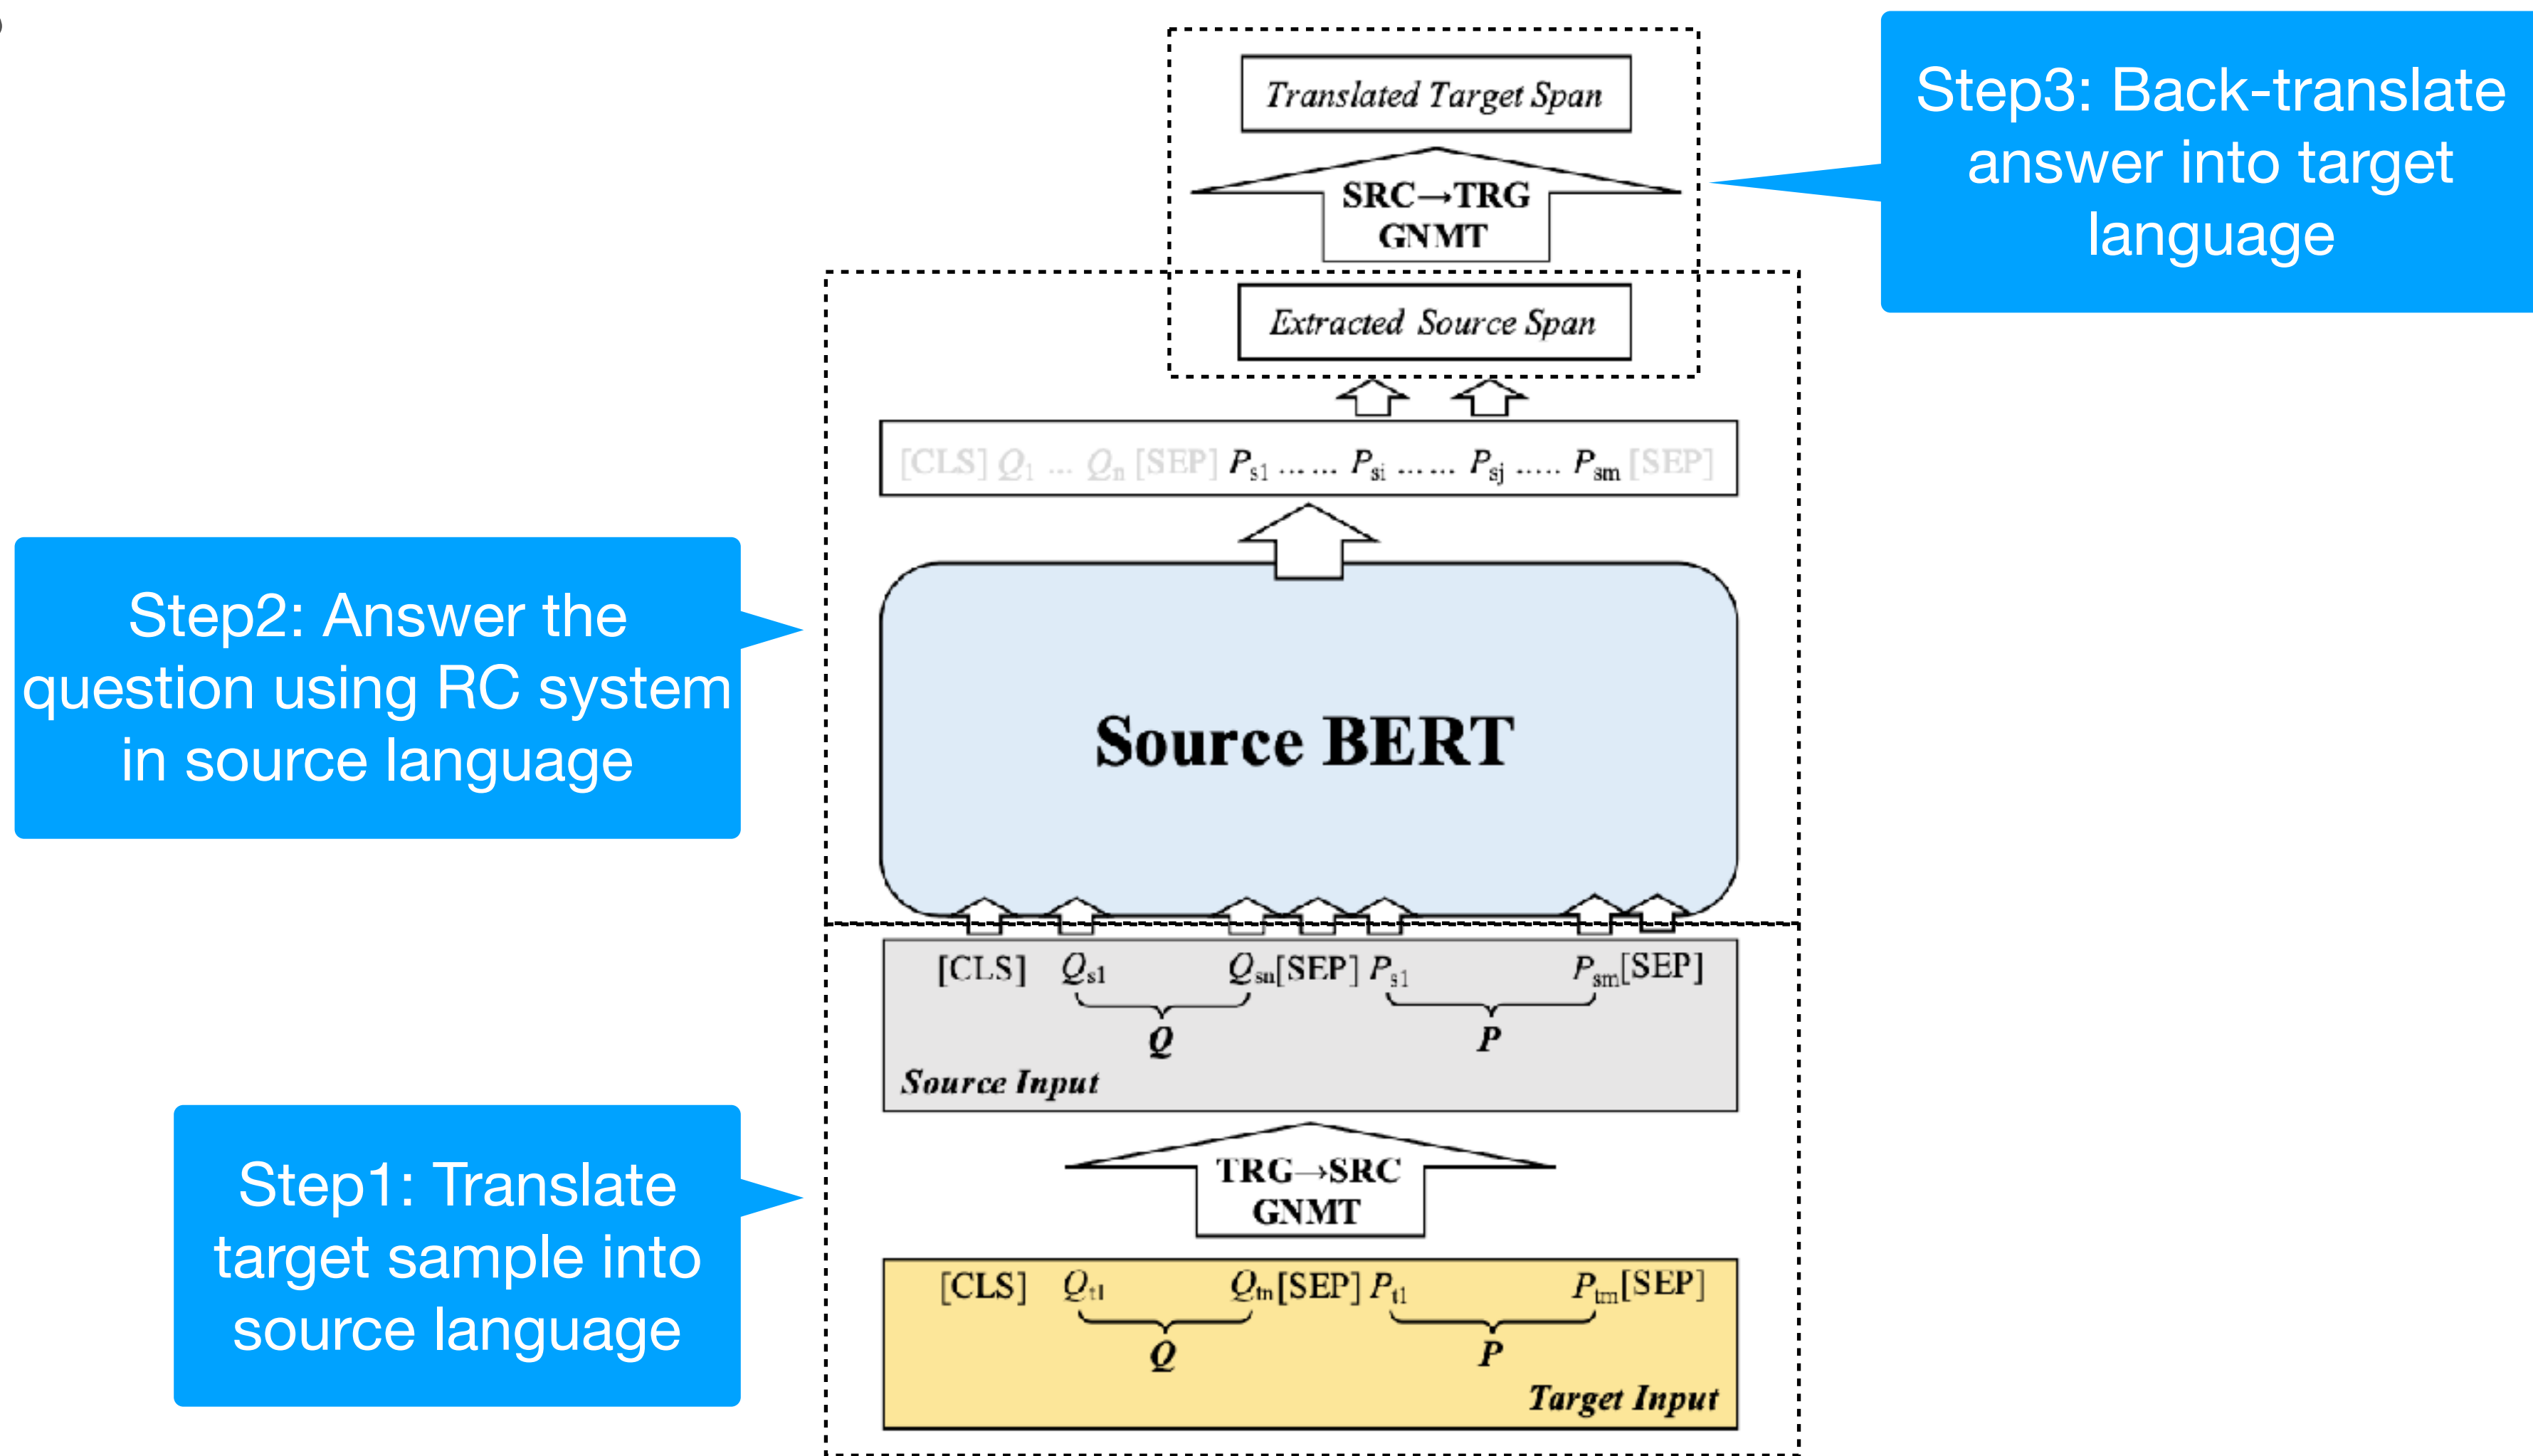 Translated Target Span
Step3: Back-translate
answer into target
language
SRC→TRG
GNMT
Extracted Source Span
[CLS] Q1 ... Qn [SEP] Ps1 ...... Psi ...... Psj ..... Psm [SEP]
Step2: Answer the
question using RC system
in source language
Source BERT
[CLS] Qs1 Qsn[SEP] Ps1 Psm[SEP]
Q P
Source Input
Step1: Translate
target sample into
source language
TRG→SRC
GNMT
[CLS] Qt1 Qtn[SEP] Pt1 Ptm[SEP]
Q P
Target Input